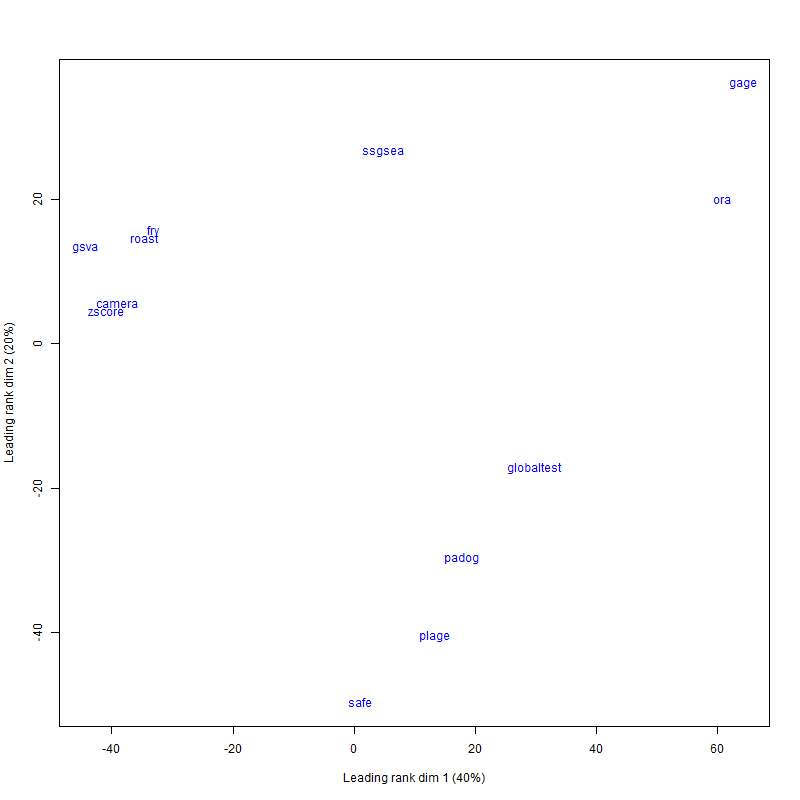 gage
ssgsea
ora
20
fry
roast
gsva
camera
zscore
0
Leading rank dim 2 (20%)
globaltest
-20
padog
plage
-40
safe
-40 -20 0 20 40 60
Leading rank dim 1 (40%)